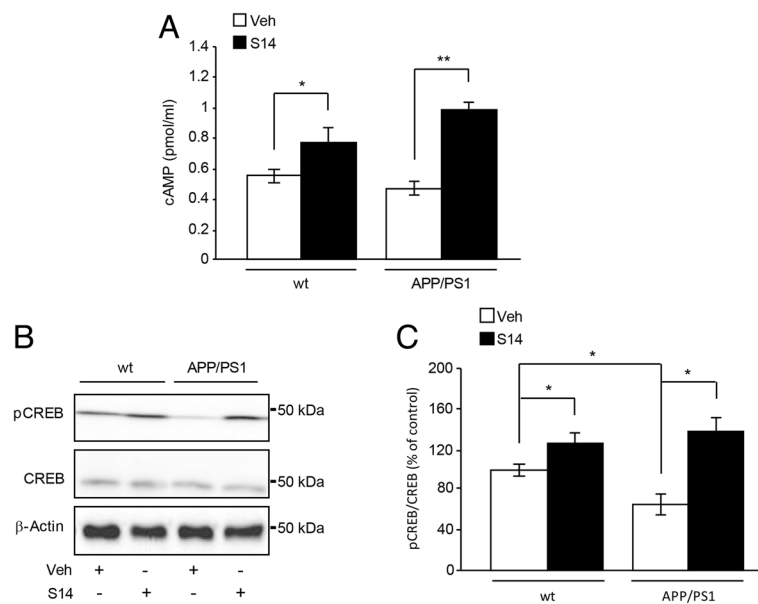 A
Veh
S14
cAMP (pmol/ml)
1.4
1.2
1
0.8
0.6
0.4
0.2
0
*
**
wt
APP/PS1
B
wt
APP/PS1
pCREB
50 kDa
CREB
50 kDa
β-Actin
50 kDa
Veh + - + -
S14 - + - +
C
Veh
S14
pCREB/CREB (% of control)
200
160
120
80
40
0
*
*
*
wt
APP/PS1